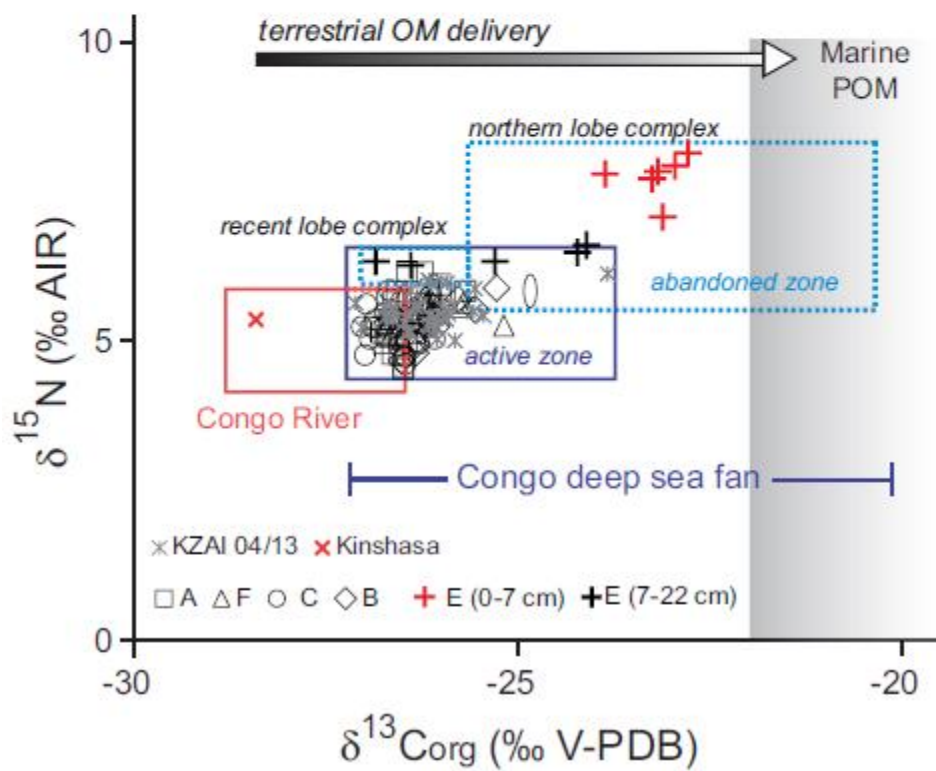 terrestrial OM delivery
Marine
POM
10
northern lobe complex
recent lobe complex
abandoned zone
5
active zone
Congo River
Congo deep sea fan
KZAI 04/13 Kinshasa
A F C B E (0-7 cm) E (7-22 cm)
0
-30 -25 -20
δ15N (‰ AIR)
δ13Corg (‰ V-PDB)